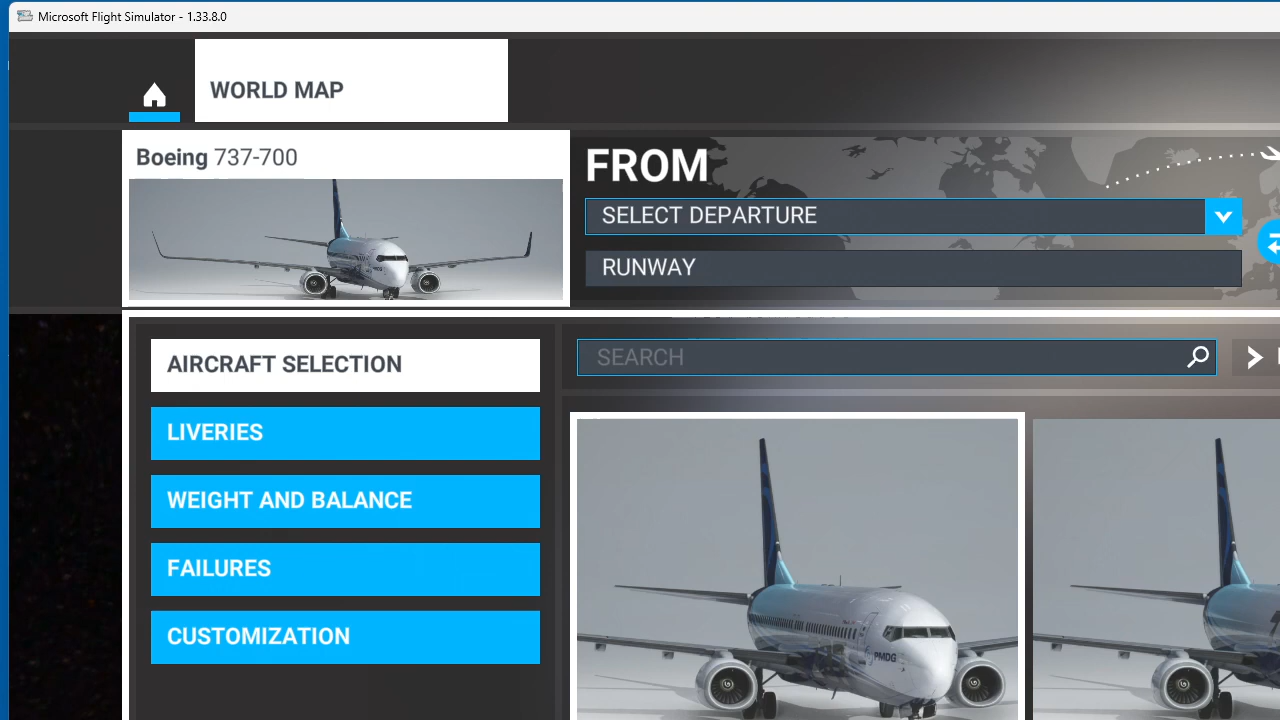 Microsoft Flight Simulator - 1.33.8.0
WORLD MAP
Boeing 737-700
FROM
SELECT DEPARTURE
RUNWAY
AIRCRAFT SELECTION
SEARCH
LIVERIES
WEIGHT AND BALANCE
FAILURES
CUSTOMIZATION
PMDG